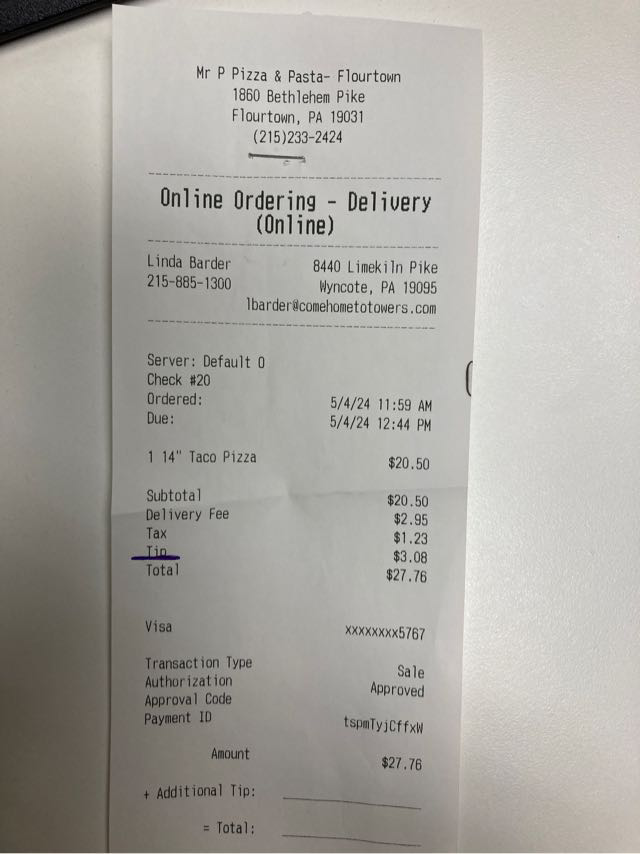 Mr P Pizza & Pasta- Flourtown
1860 Bethlehem Pike
Flourtown, PA 19031
(215)233-2424
Online Ordering - Delivery
(Online)
Linda Barder 8440 Limekiln Pike
215-885-1300 Wyncote, PA 19095
lbarder@comehometotowers.com
Server: Default 0
Check #20
Ordered: 5/4/24 11:59 AM
Due: 5/4/24 12:44 PM
1 14" Taco Pizza $20.50
Subtotal $20.50
Delivery Fee $2.95
Tax $1.23
Tip $3.08
Total $27.76
Visa xxxxxxxx5767
Transaction Type Sale
Authorization Approved
Approval Code
Payment ID tspmTyjCffxW
Amount $27.76
+ Additional Tip:
= Total: